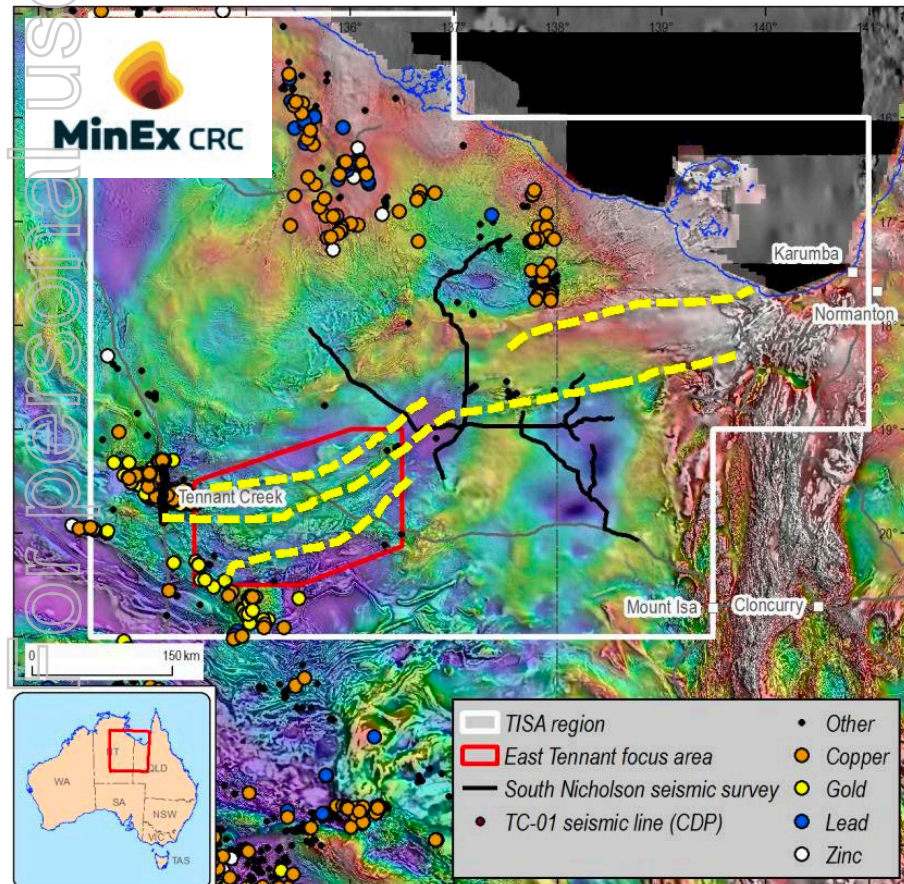 For personal use
136°
137°
138°
139°
140°
141°
MinEx CRC
16°
17°
Karumba
Normanton
18°
19°
Tennant Creek
20°
Mount Isa
Cloncurry
0
150 km
TISA region
East Tennant focus area
South Nicholson seismic survey
TC-01 seismic line (CDP)
Other
Copper
Gold
Lead
Zinc
NT
QLD
WA
SA
NSW
VIC
TAS